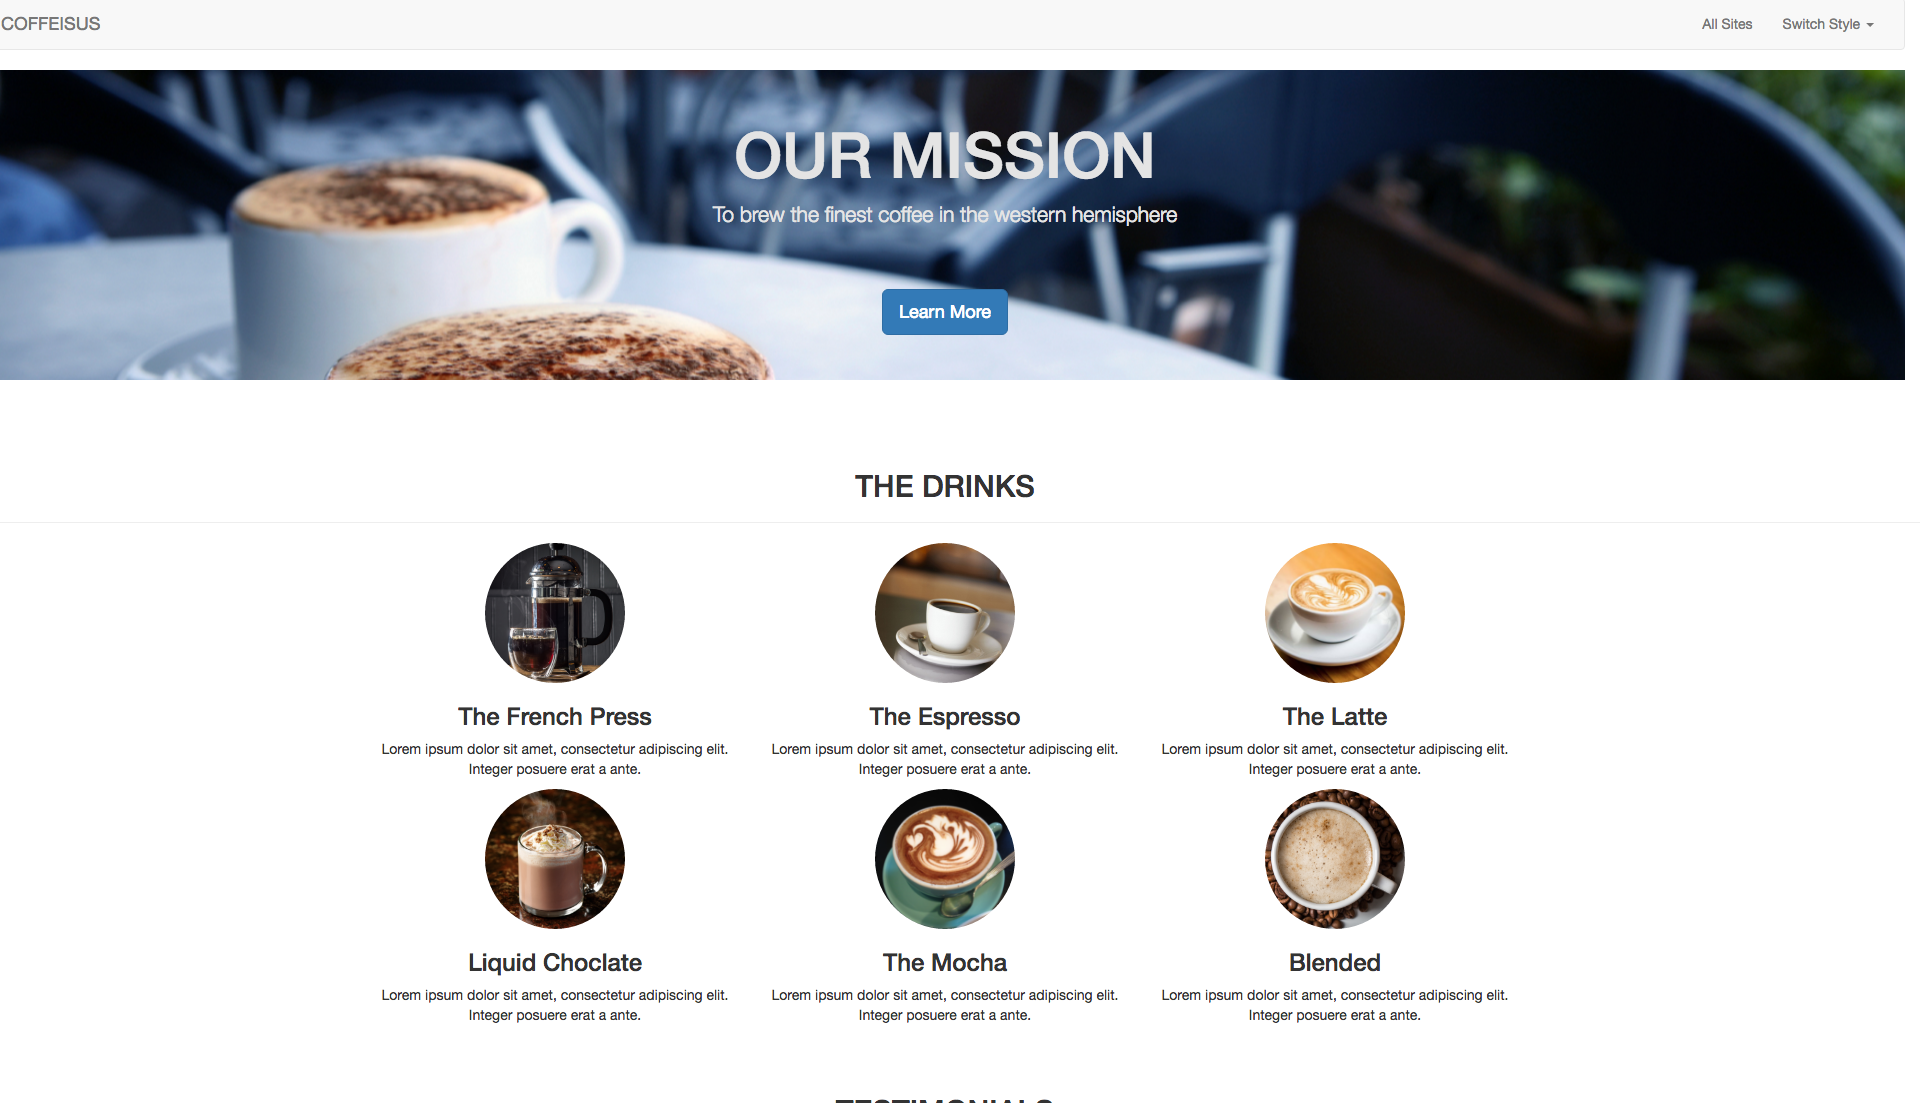 COFFEISUS
All Sites
Switch Style
OUR MISSION
To brew the finest coffee in the western hemisphere
Learn More
THE DRINKS
The French Press
Lorem ipsum dolor sit amet, consectetur adipiscing elit.
Integer posuere erat a ante.
The Espresso
Lorem ipsum dolor sit amet, consectetur adipiscing elit.
Integer posuere erat a ante.
The Latte
Lorem ipsum dolor sit amet, consectetur adipiscing elit.
Integer posuere erat a ante.
Liquid Choclate
Lorem ipsum dolor sit amet, consectetur adipiscing elit.
Integer posuere erat a ante.
The Mocha
Lorem ipsum dolor sit amet, consectetur adipiscing elit.
Integer posuere erat a ante.
Blended
Lorem ipsum dolor sit amet, consectetur adipiscing elit.
Integer posuere erat a ante.
TESTIMONIALS